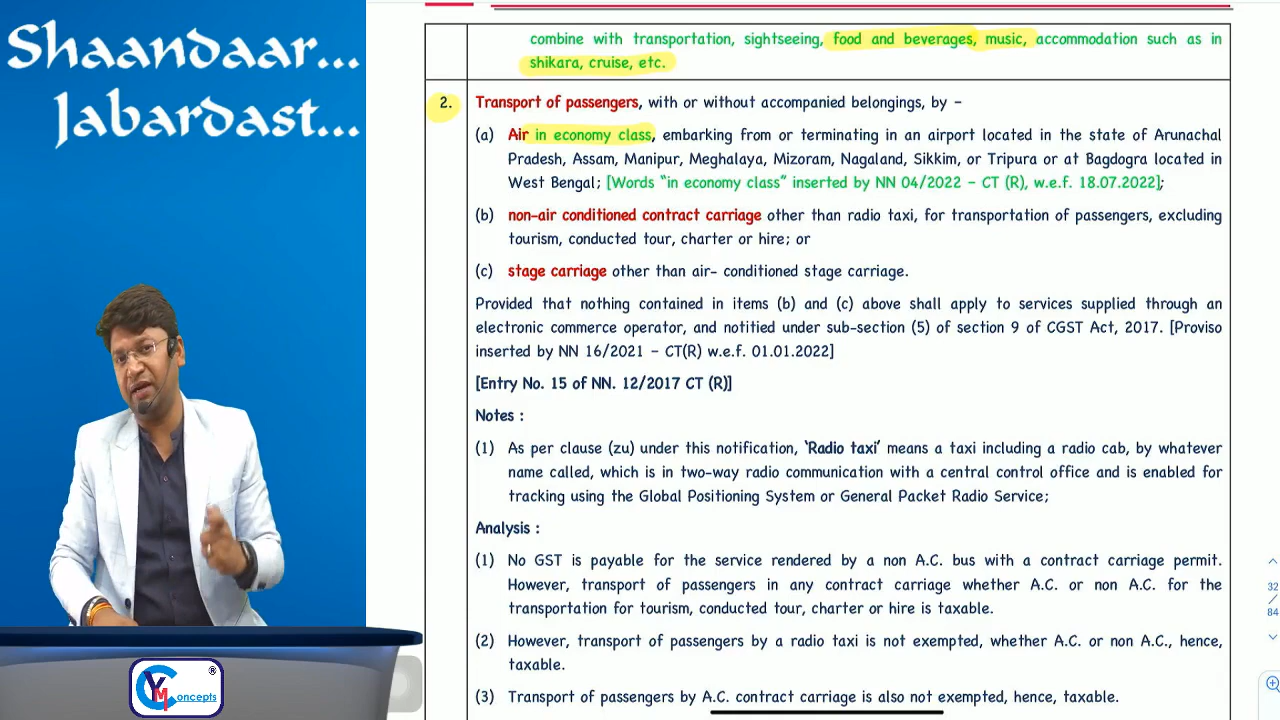 Shaandaar...
Jabardast...
combine with transportation, sightseeing, food and beverages, music, accommodation such as in
shikara, cruise, etc.
2. Transport of passengers, with or without accompanied belongings, by –
(a) Air in economy class, embarking from or terminating in an airport located in the state of Arunachal
Pradesh, Assam, Manipur, Meghalaya, Mizoram, Nagaland, Sikkim, or Tripura or at Bagdogra located in
West Bengal; [Words “in economy class” inserted by NN 04/2022 – CT (R), w.e.f. 18.07.2022];
(b) non-air conditioned contract carriage other than radio taxi, for transportation of passengers, excluding
tourism, conducted tour, charter or hire; or
(c) stage carriage other than air- conditioned stage carriage.
Provided that nothing contained in items (b) and (c) above shall apply to services supplied through an
electronic commerce operator, and notitied under sub-section (5) of section 9 of CGST Act, 2017. [Proviso
inserted by NN 16/2021 – CT(R) w.e.f. 01.01.2022]
[Entry No. 15 of NN. 12/2017 CT (R)]
Notes :
(1) As per clause (zu) under this notification, ‘Radio taxi’ means a taxi including a radio cab, by whatever
name called, which is in two-way radio communication with a central control office and is enabled for
tracking using the Global Positioning System or General Packet Radio Service;
Analysis :
(1) No GST is payable for the service rendered by a non A.C. bus with a contract carriage permit.
However, transport of passengers in any contract carriage whether A.C. or non A.C. for the
transportation for tourism, conducted tour, charter or hire is taxable.
(2) However, transport of passengers by a radio taxi is not exempted, whether A.C. or non A.C., hence,
taxable.
(3) Transport of passengers by A.C. contract carriage is also not exempted, hence, taxable.
32
/
84
YM Concepts ®